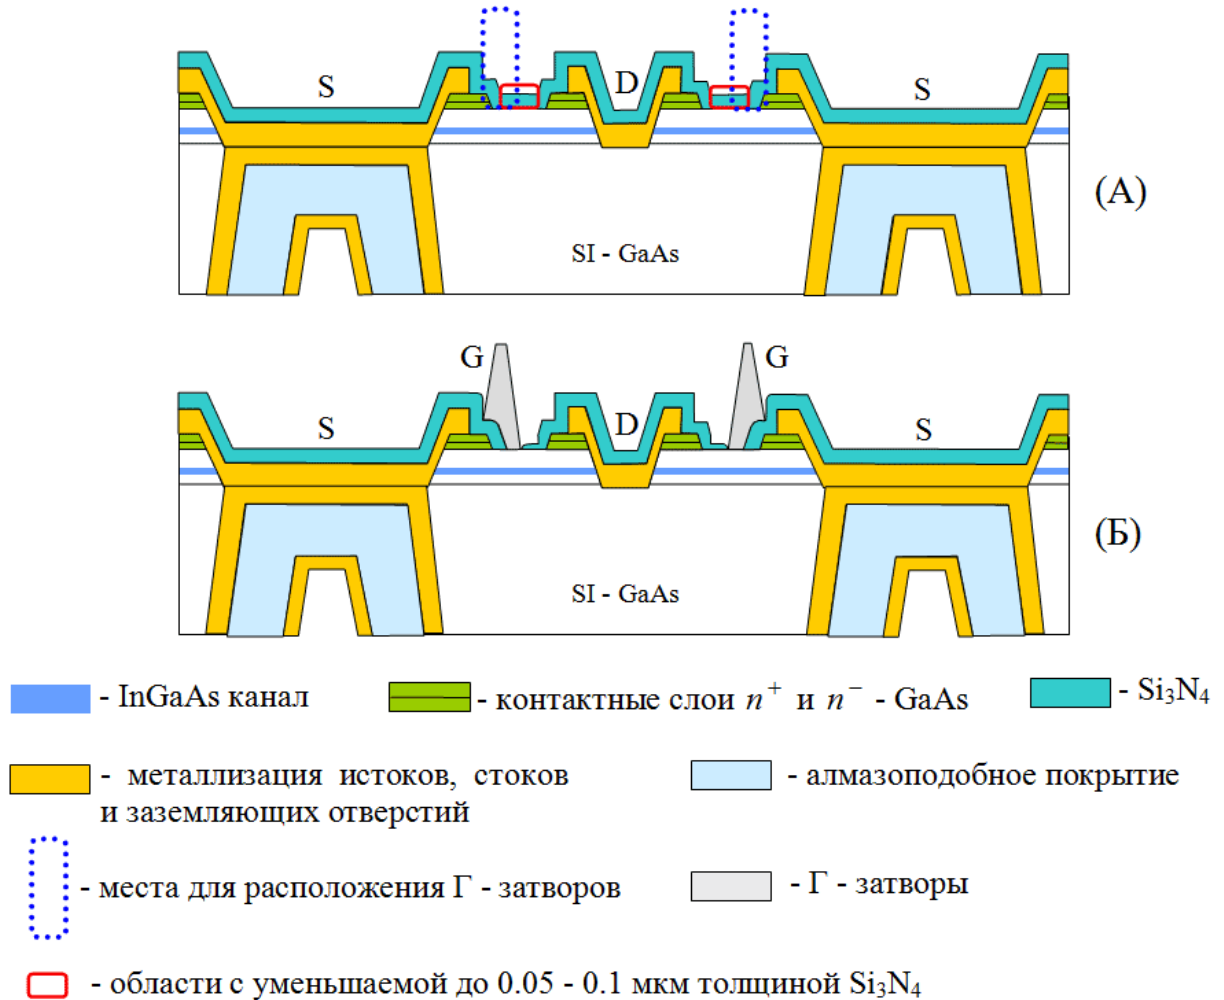 S
D
S
(А)
SI - GaAs
G
G
S
D
S
(Б)
SI - GaAs
- InGaAs канал
- контактные слои n⁺ и n⁻ - GaAs
- Si₃N₄
- металлизация истоков, стоков
и заземляющих отверстий
- алмазоподобное покрытие
- места для расположения Г - затворов
- Г - затворы
- области с уменьшаемой до 0.05 - 0.1 мкм толщиной Si₃N₄